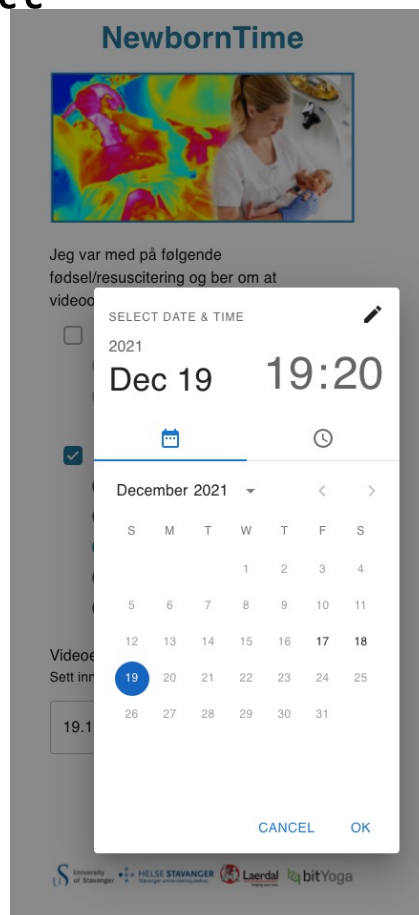 NewbornTime
Jeg var med på følgende
fødsel/resuscitering og ber om at
SELECT DATE & TIME
2021
Dec 19 19:20
December 2021
S M T W T F S
1 2 3 4
5 6 7 8 9 10 11
12 13 14 15 16 17 18
19 20 21 22 23 24 25
26 27 28 29 30 31
Sett inn
19.1
CANCEL OK
University of Stavanger
HELSE STAVANGER
Laerdal
bitYoga